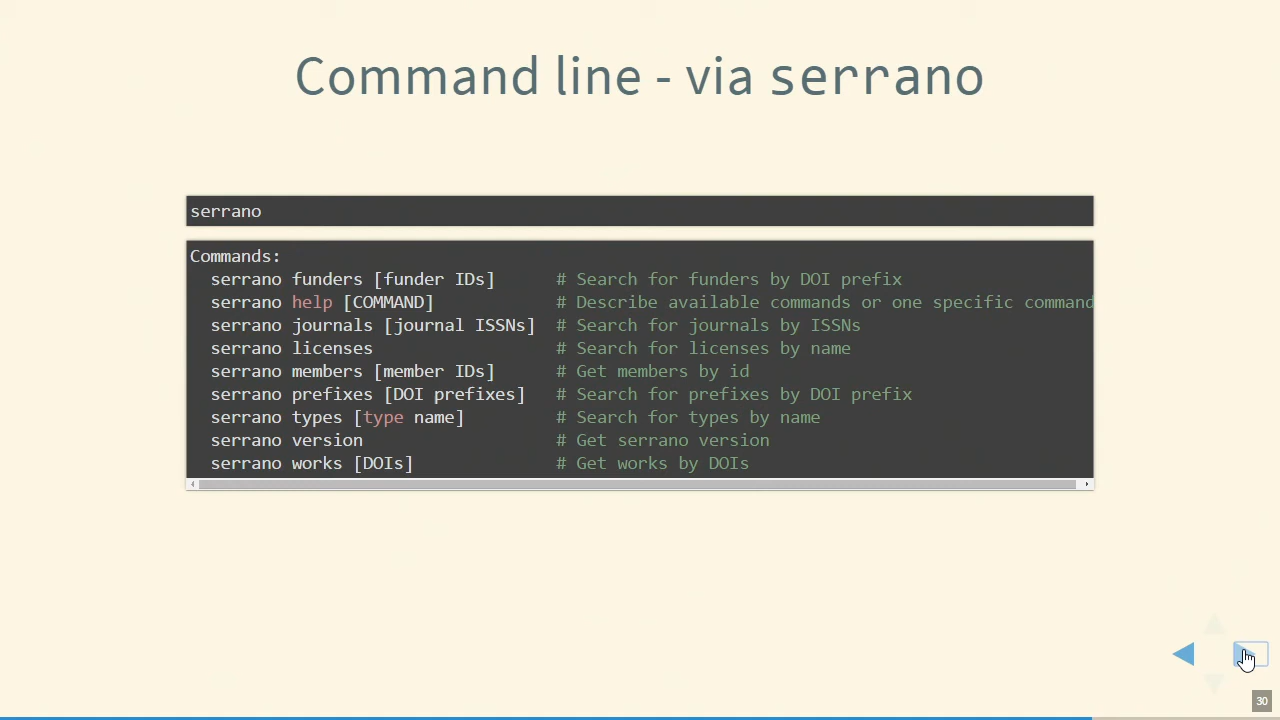 Command line - via serrano
serrano
Commands:
serrano funders [funder IDs] # Search for funders by DOI prefix
serrano help [COMMAND] # Describe available commands or one specific command
serrano journals [journal ISSNs] # Search for journals by ISSNs
serrano licenses # Search for licenses by name
serrano members [member IDs] # Get members by id
serrano prefixes [DOI prefixes] # Search for prefixes by DOI prefix
serrano types [type name] # Search for types by name
serrano version # Get serrano version
serrano works [DOIs] # Get works by DOIs
30